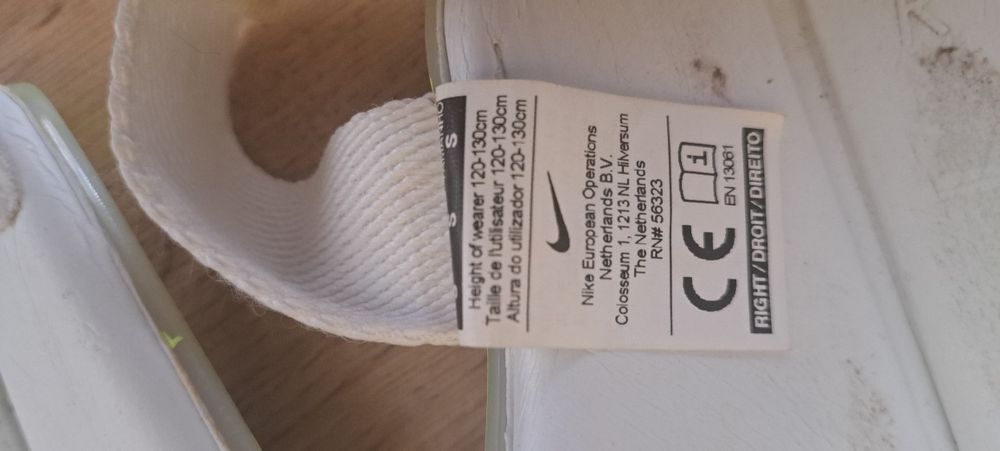 S S
Height of wearer 120-130cm
Taille de l'utilisateur 120-130cm
Altura do utilizador 120-130cm
Nike European Operations
Netherlands B.V.
Colosseum 1, 1213 NL Hilversum
The Netherlands
RN# 56323
CE
i
EN 13061
RIGHT/DROIT/DIREITO